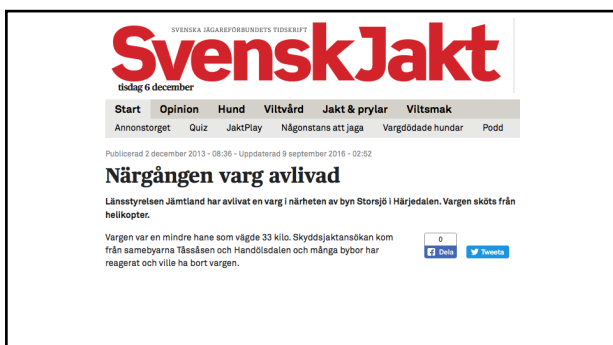 SVENSKA JÄGAREFÖRBUNDETS TIDSKRIFT
SvenskJakt
tisdag 6 december
Start Opinion Hund Viltvård Jakt & prylar Viltsmak
Annonstorget Quiz JaktPlay Någonstans att jaga Vargdödade hundar Podd
Publicerad 2 december 2013 - 08:36 - Uppdaterad 9 september 2016 - 02:52
Närgången varg avlivad
Länsstyrelsen Jämtland har avlivat en varg i närheten av byn Storsjö i Härjedalen. Vargen sköts från
helikopter.
Vargen var en mindre hane som vägde 33 kilo. Skyddsjaktansökan kom
från samebyarna Tåssåsen och Handölsdalen och många bybor har
reagerat och ville ha bort vargen.
0
Dela Tweeta